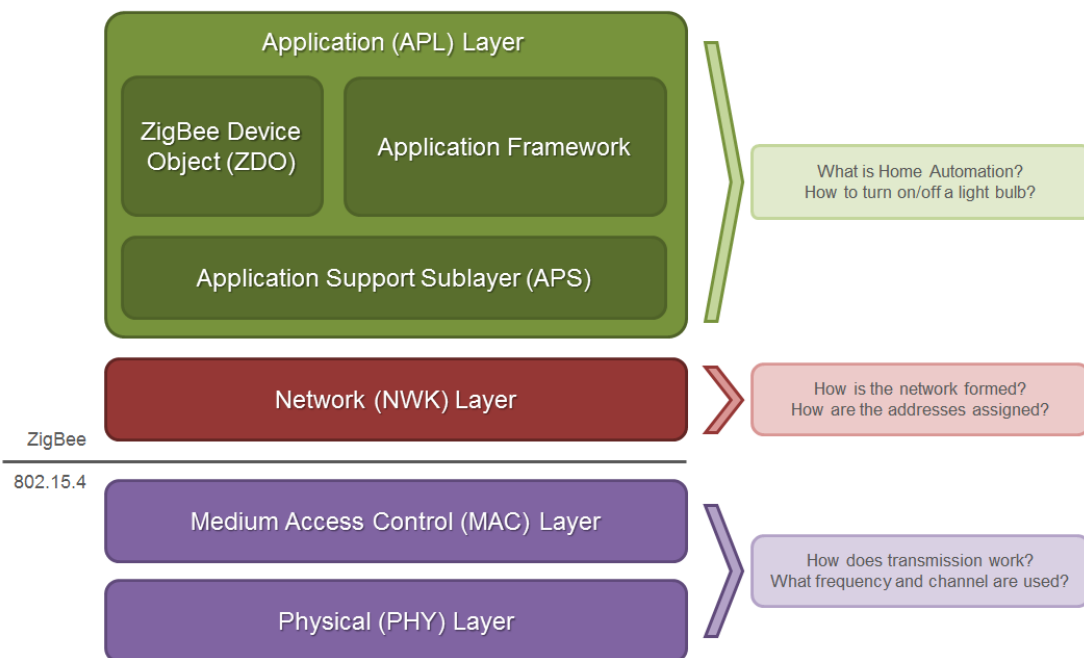 Application (APL) Layer
ZigBee Device
Object (ZDO)
Application Framework
Application Support Sublayer (APS)
What is Home Automation?
How to turn on/off a light bulb?
Network (NWK) Layer
How is the network formed?
How are the addresses assigned?
ZigBee
802.15.4
Medium Access Control (MAC) Layer
Physical (PHY) Layer
How does transmission work?
What frequency and channel are used?